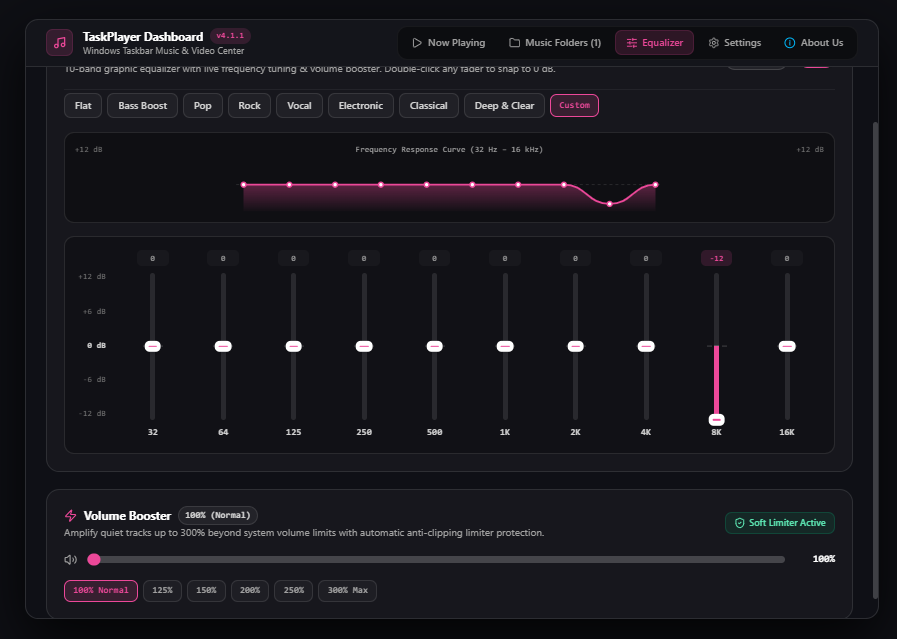 TaskPlayer Dashboard v4.1.1
Windows Taskbar Music & Video Center
Now Playing Music Folders (1) Equalizer Settings About Us
10-band graphic equalizer with live frequency tuning & volume booster. Double-click any fader to snap to 0 dB.
Flat Bass Boost Pop Rock Vocal Electronic Classical Deep & Clear Custom
+12 dB Frequency Response Curve (32 Hz – 16 kHz) +12 dB
0 0 0 0 0 0 0 0 -12 0
+12 dB
+6 dB
0 dB
-6 dB
-12 dB
32 64 125 250 500 1K 2K 4K 8K 16K
Volume Booster 100% (Normal)
Amplify quiet tracks up to 300% beyond system volume limits with automatic anti-clipping limiter protection.
Soft Limiter Active
100%
100% Normal 125% 150% 200% 250% 300% Max